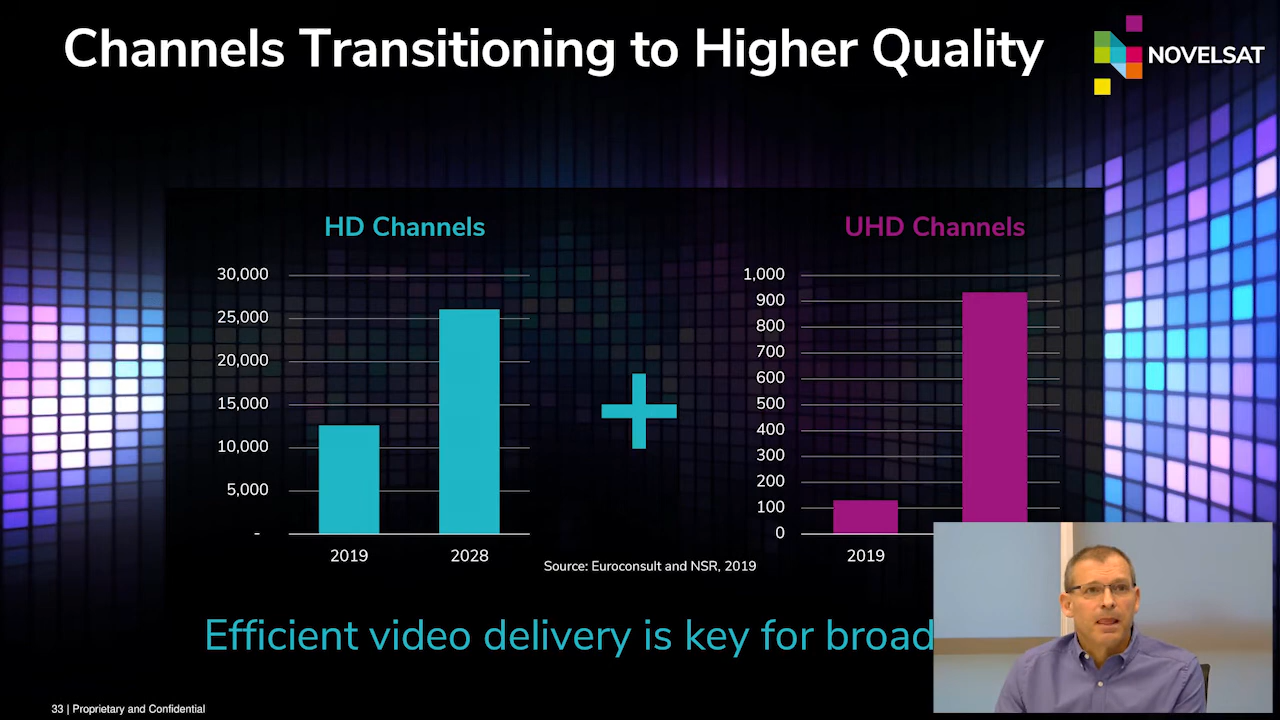 Channels Transitioning to Higher Quality
NOVELSAT
HD Channels
30,000
25,000
20,000
15,000
10,000
5,000
-
2019 2028
UHD Channels
1,000
900
800
700
600
500
400
300
200
100
0
2019
Source: Euroconsult and NSR, 2019
Efficient video delivery is key for broad
33 | Proprietary and Confidential